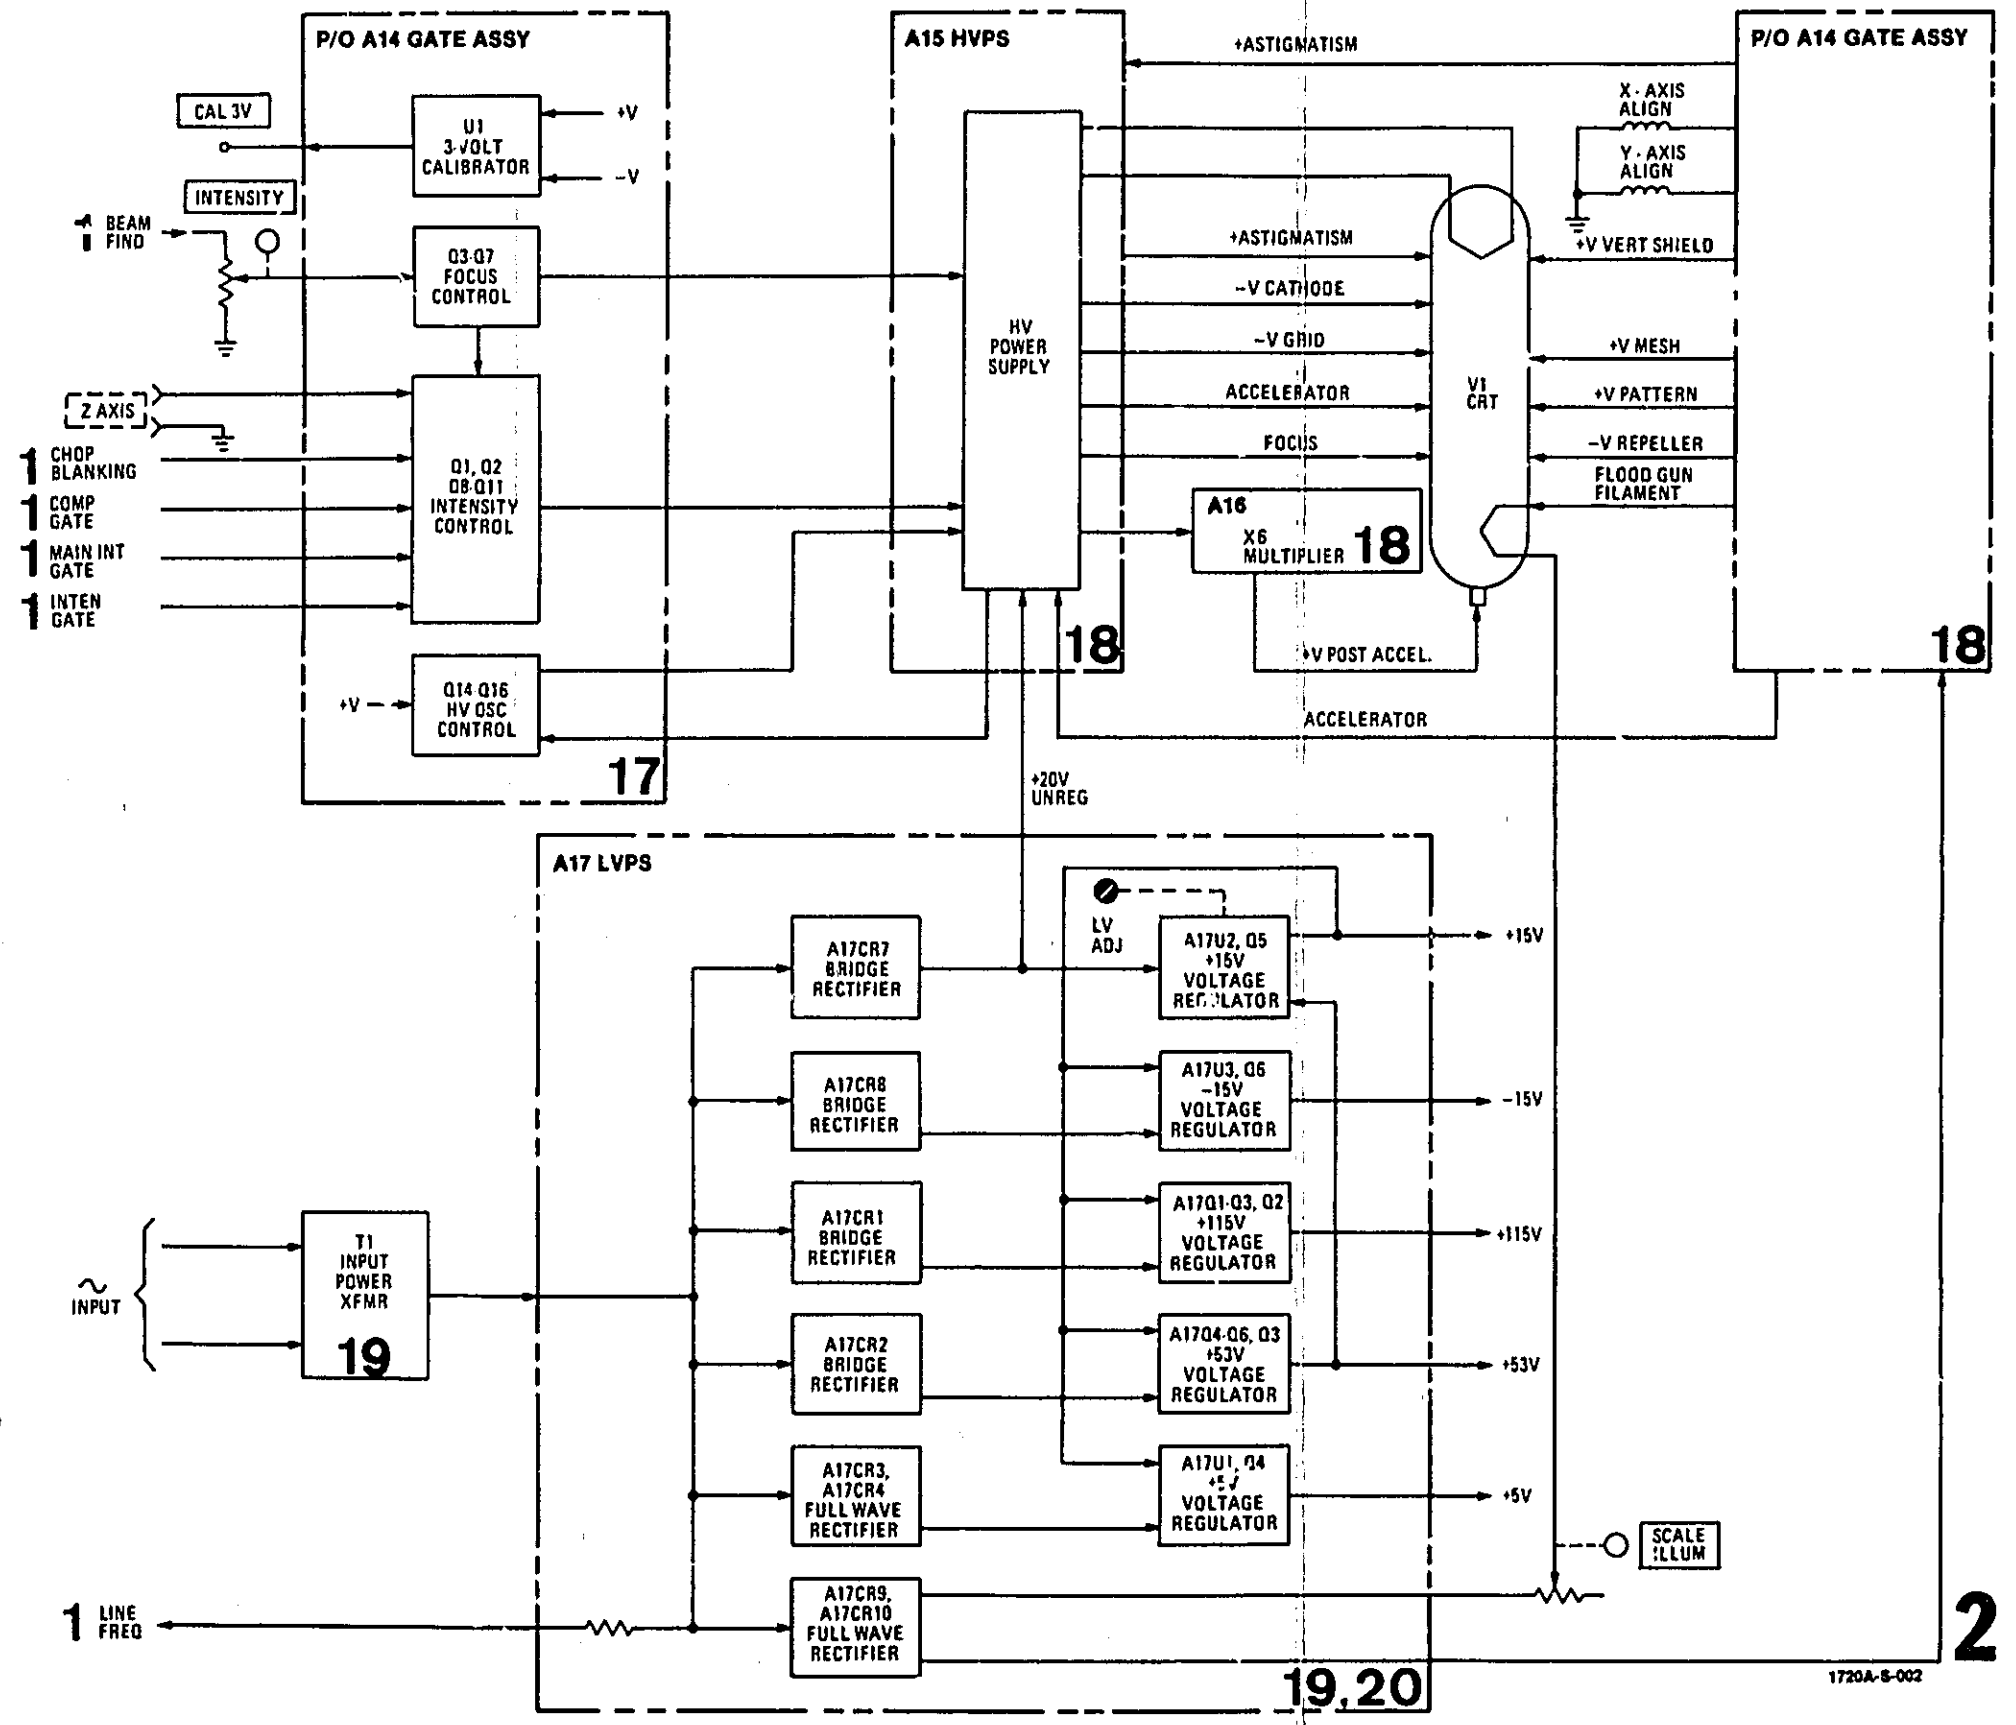 P/O A14 GATE ASSY
CAL 3V
U1
3-VOLT
CALIBRATOR
+V
-V
INTENSITY
1 BEAM
FIND
Q3-Q7
FOCUS
CONTROL
Z AXIS
1 CHOP
BLANKING
1 COMP
GATE
1 MAIN INT
GATE
1 INTEN
GATE
Q1, Q2
Q8-Q11
INTENSITY
CONTROL
+V
Q14-Q16
HV OSC
CONTROL
17
A15 HVPS
HV
POWER
SUPPLY
18
+ASTIGMATISM
+ASTIGMATISM
-V CATHODE
-V GRID
ACCELERATOR
FOCUS
A16
X6
MULTIPLIER
18
+V POST ACCEL.
ACCELERATOR
V1
CRT
P/O A14 GATE ASSY
X-AXIS
ALIGN
Y-AXIS
ALIGN
+V VERT SHIELD
+V MESH
+V PATTERN
-V REPELLER
FLOOD GUN
FILAMENT
18
+20V
UNREG
A17 LVPS
LV
ADJ
A17CR7
BRIDGE
RECTIFIER
A17U2, Q5
+15V
VOLTAGE
REGULATOR
+15V
A17CR8
BRIDGE
RECTIFIER
A17U3, Q6
-15V
VOLTAGE
REGULATOR
-15V
A17CR1
BRIDGE
RECTIFIER
A17Q1-Q3, Q2
+115V
VOLTAGE
REGULATOR
+115V
~
INPUT
T1
INPUT
POWER
XFMR
19
A17CR2
BRIDGE
RECTIFIER
A17Q4-Q6, Q3
+53V
VOLTAGE
REGULATOR
+53V
A17CR3,
A17CR4
FULL WAVE
RECTIFIER
A17U1, Q4
+5V
VOLTAGE
REGULATOR
+5V
SCALE
ILLUM
1 LINE
FREQ
A17CR9,
A17CR10
FULL WAVE
RECTIFIER
19,20
2
1720A-S-002